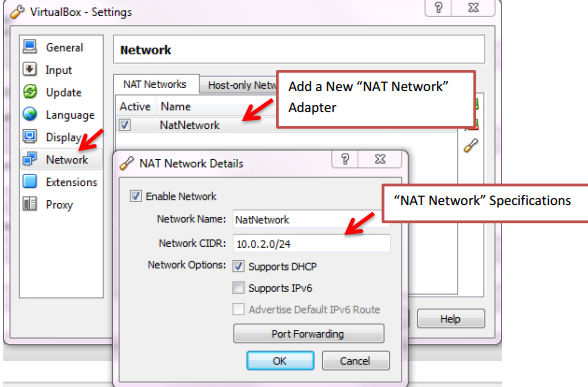 VirtualBox - Settings
General
Input
Update
Language
Display
Network
Extensions
Proxy
Network
NAT Networks
Host-only Netw
Add a New “NAT Network”
Adapter
Active Name
NatNetwork
NAT Network Details
Enable Network
Network Name: NatNetwork
Network CIDR: 10.0.2.0/24
Network Options: Supports DHCP
Supports IPv6
Advertise Default IPv6 Route
Port Forwarding
OK Cancel
“NAT Network” Specifications
Help